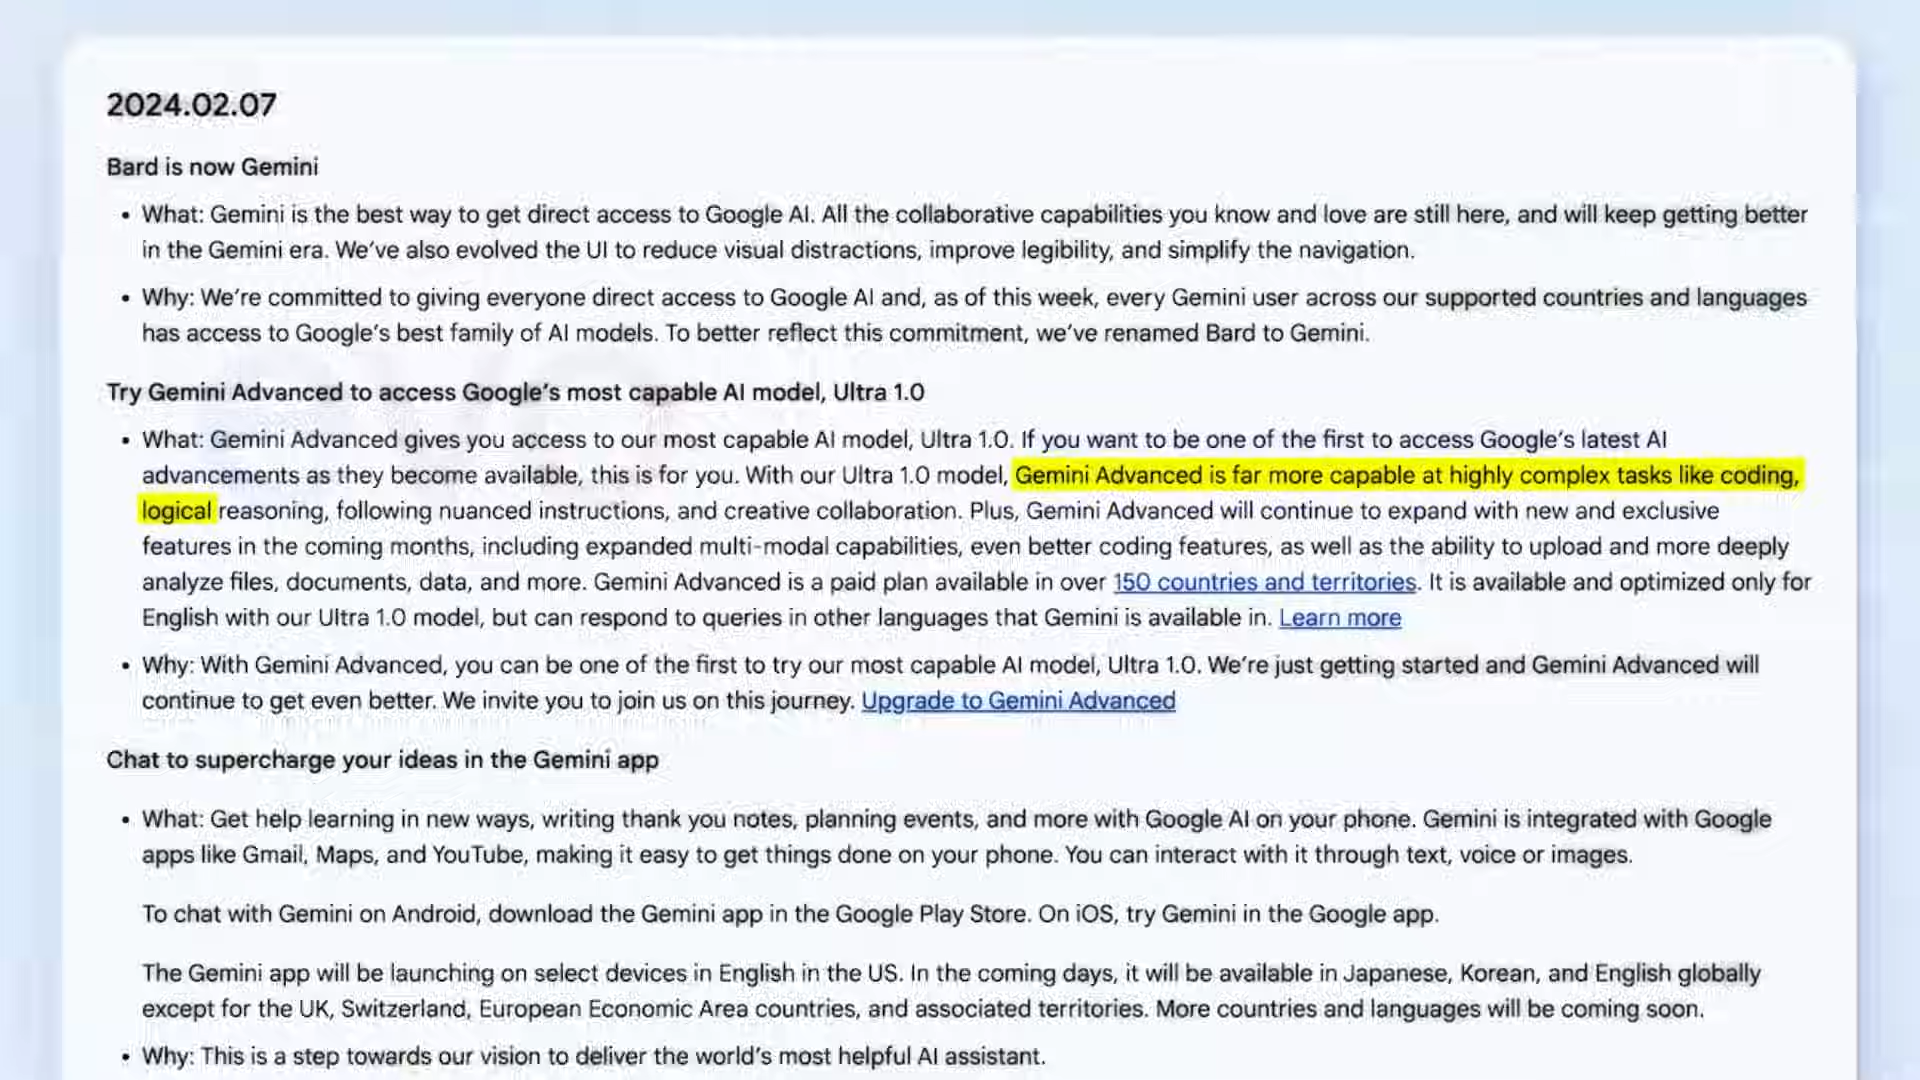 2024.02.07
Bard is now Gemini
• What: Gemini is the best way to get direct access to Google AI. All the collaborative capabilities you know and love are still here, and will keep getting better
in the Gemini era. We’ve also evolved the UI to reduce visual distractions, improve legibility, and simplify the navigation.
• Why: We’re committed to giving everyone direct access to Google AI and, as of this week, every Gemini user across our supported countries and languages
has access to Google’s best family of AI models. To better reflect this commitment, we’ve renamed Bard to Gemini.
Try Gemini Advanced to access Google’s most capable AI model, Ultra 1.0
• What: Gemini Advanced gives you access to our most capable AI model, Ultra 1.0. If you want to be one of the first to access Google’s latest AI
advancements as they become available, this is for you. With our Ultra 1.0 model, Gemini Advanced is far more capable at highly complex tasks like coding,
logical reasoning, following nuanced instructions, and creative collaboration. Plus, Gemini Advanced will continue to expand with new and exclusive
features in the coming months, including expanded multi-modal capabilities, even better coding features, as well as the ability to upload and more deeply
analyze files, documents, data, and more. Gemini Advanced is a paid plan available in over 150 countries and territories. It is available and optimized only for
English with our Ultra 1.0 model, but can respond to queries in other languages that Gemini is available in. Learn more
• Why: With Gemini Advanced, you can be one of the first to try our most capable AI model, Ultra 1.0. We’re just getting started and Gemini Advanced will
continue to get even better. We invite you to join us on this journey. Upgrade to Gemini Advanced
Chat to supercharge your ideas in the Gemini app
• What: Get help learning in new ways, writing thank you notes, planning events, and more with Google AI on your phone. Gemini is integrated with Google
apps like Gmail, Maps, and YouTube, making it easy to get things done on your phone. You can interact with it through text, voice or images.
To chat with Gemini on Android, download the Gemini app in the Google Play Store. On iOS, try Gemini in the Google app.
The Gemini app will be launching on select devices in English in the US. In the coming days, it will be available in Japanese, Korean, and English globally
except for the UK, Switzerland, European Economic Area countries, and associated territories. More countries and languages will be coming soon.
• Why: This is a step towards our vision to deliver the world’s most helpful AI assistant.